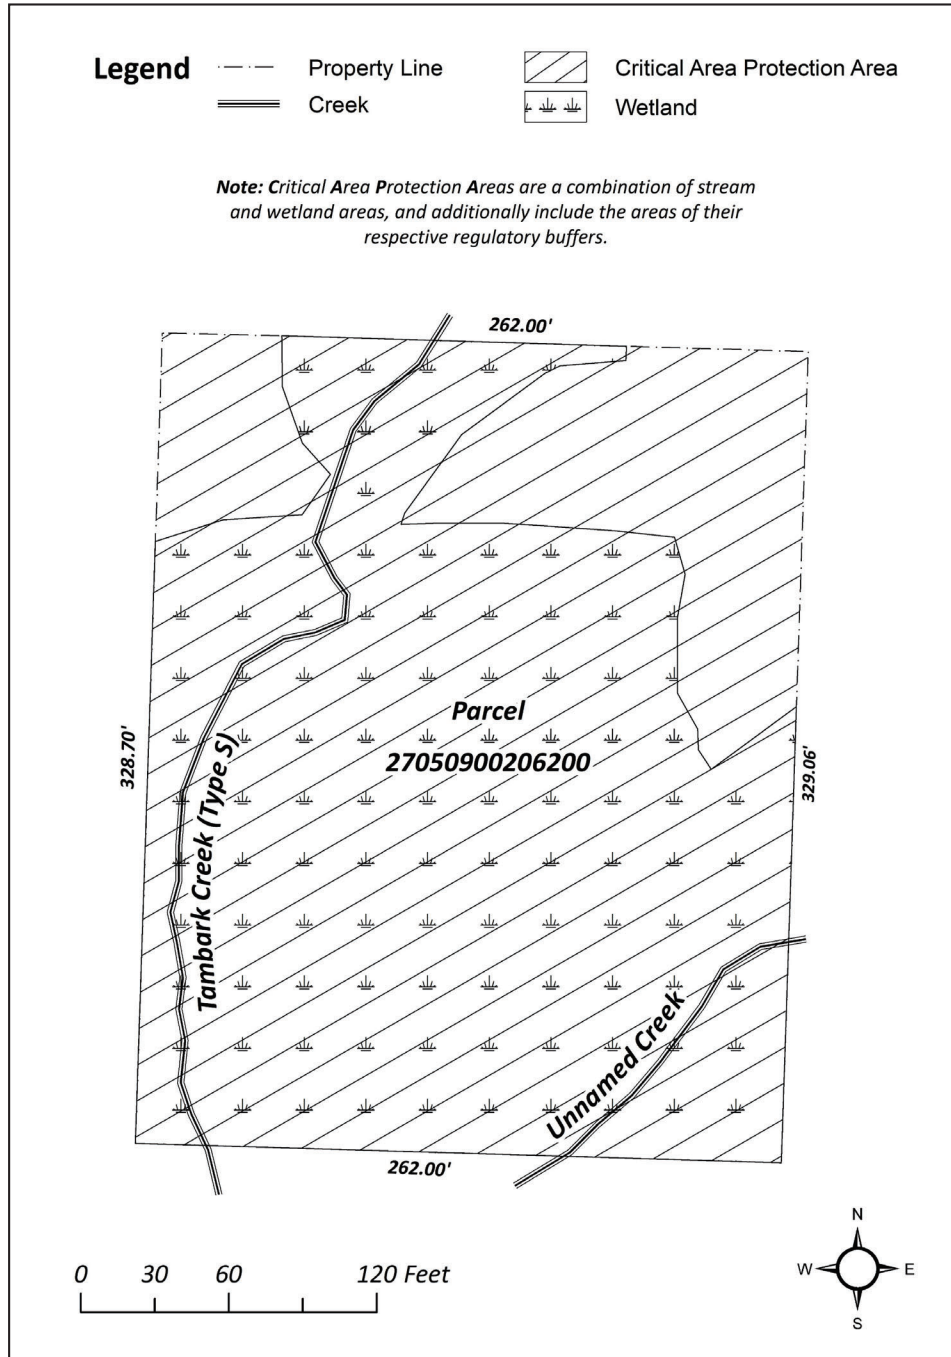 Legend
Property Line
Creek
Critical Area Protection Area
Wetland
Note: Critical Area Protection Areas are a combination of stream
and wetland areas, and additionally include the areas of their
respective regulatory buffers.
262.00'
328.70'
Parcel
27050900206200
329.06'
Tambark Creek (Type S)
Unnamed Creek
262.00'
0 30 60 120 Feet
N
W E
S